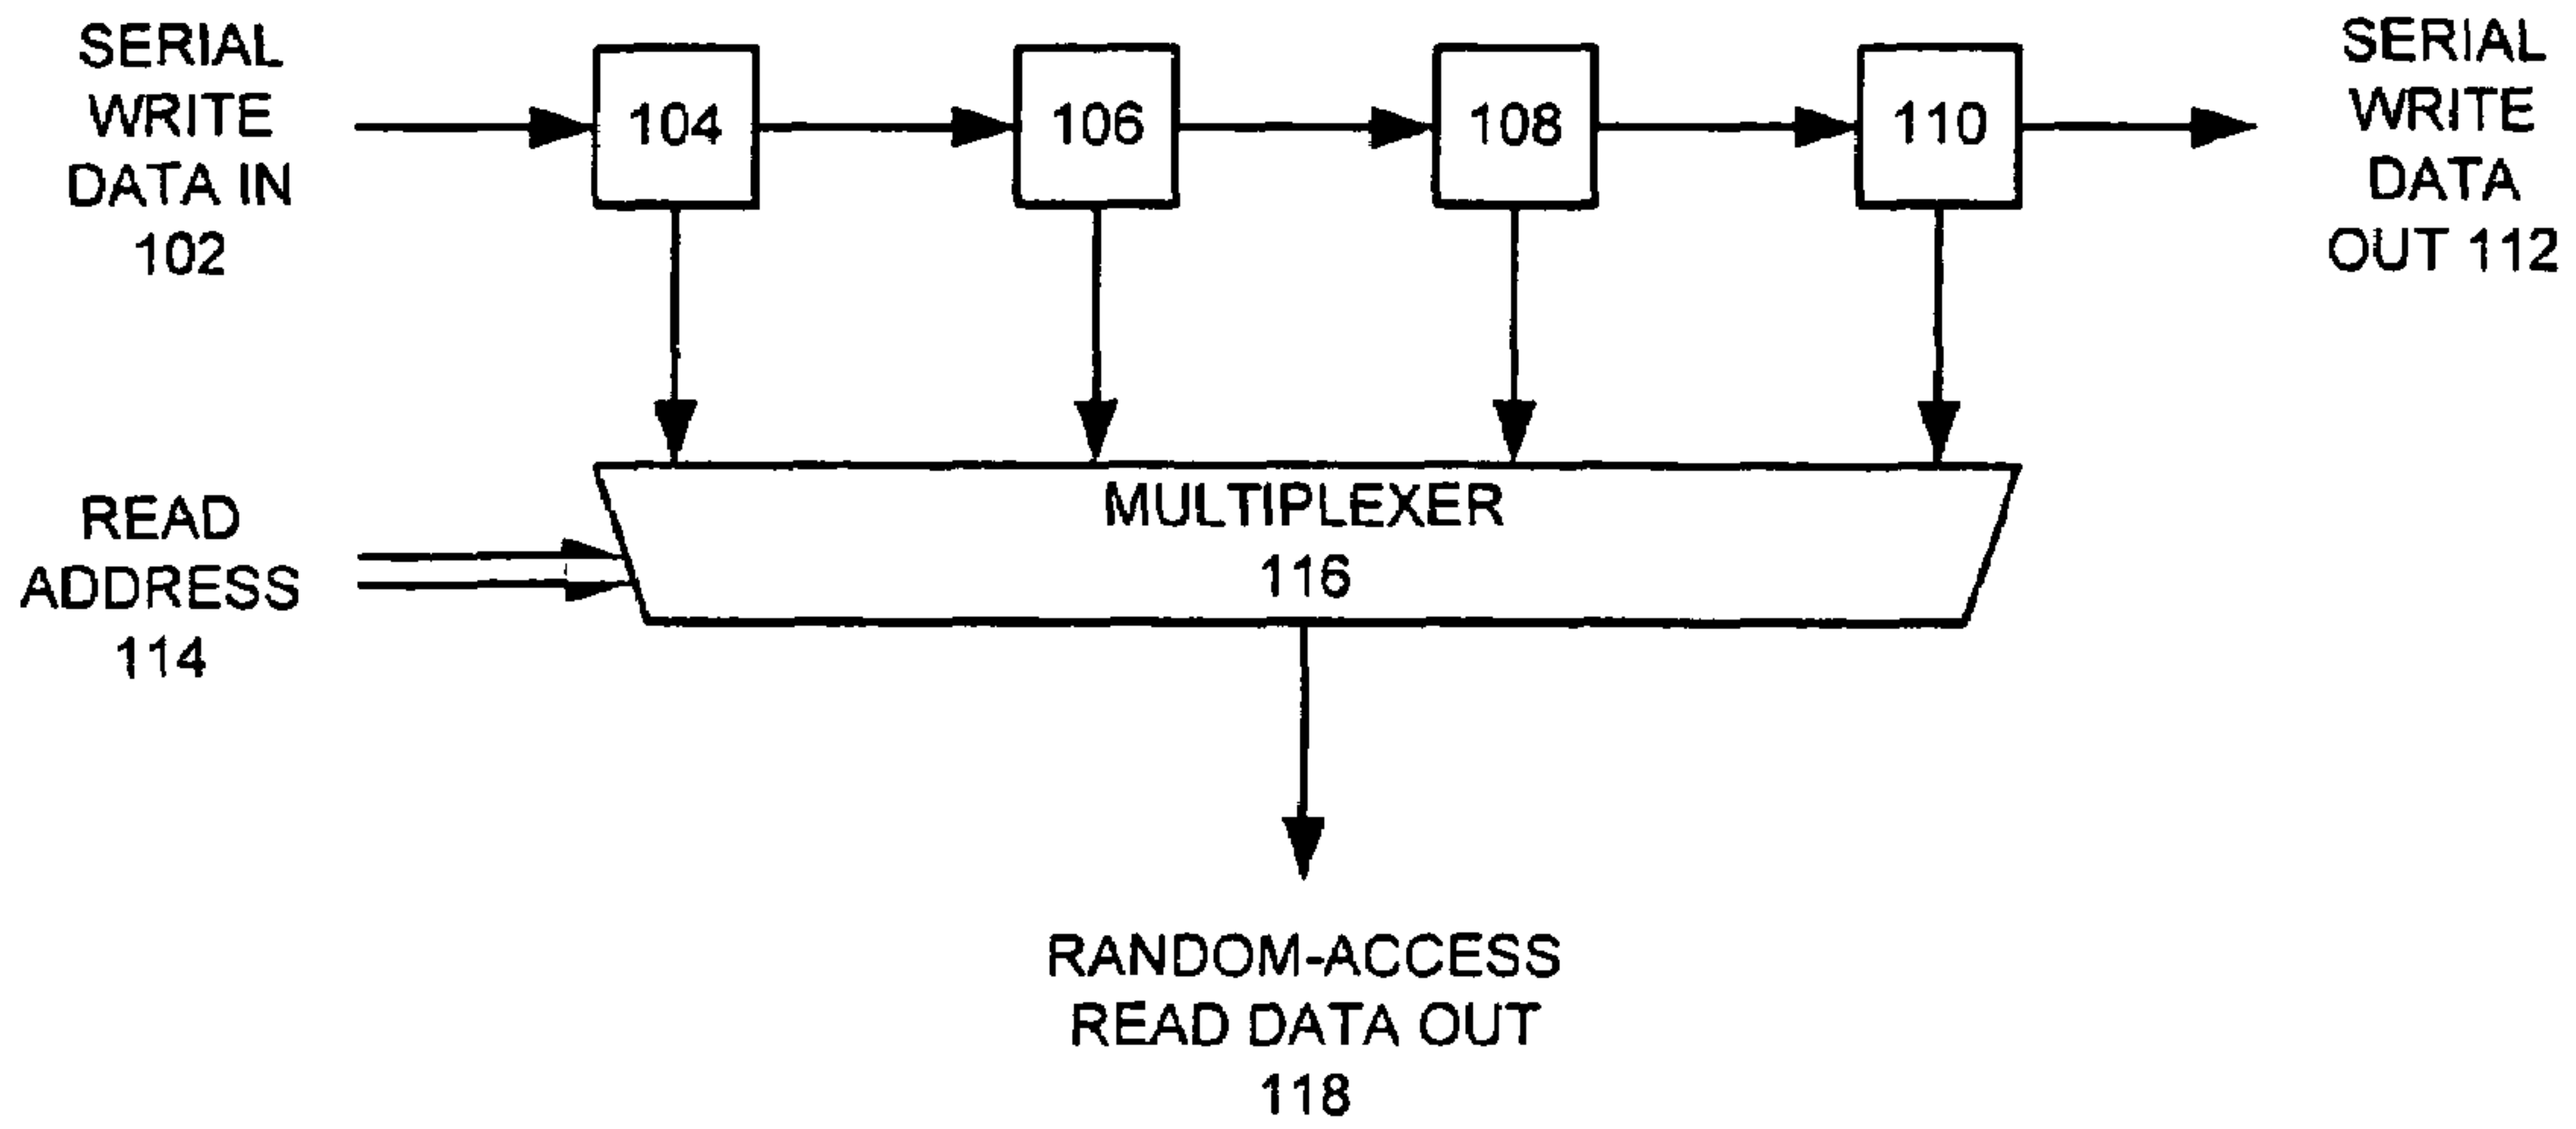 SERIAL
WRITE
DATA IN
102
104
106
108
110
SERIAL
WRITE
DATA
OUT 112
READ
ADDRESS
114
MULTIPLEXER
116
RANDOM-ACCESS
READ DATA OUT
118